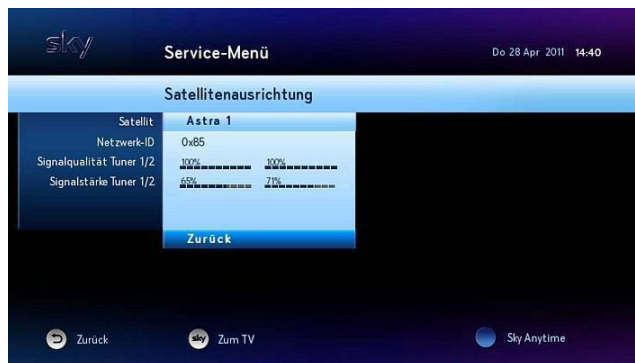 sky
Service-Menü
Do 28 Apr 2011 14:40
Satellitenausrichtung
Satellit Astra 1
Netzwerk-ID 0x85
Signalqualität Tuner 1/2 100% 100%
Signalstärke Tuner 1/2 65% 71%
Zurück
Zurück sky Zum TV Sky Anytime